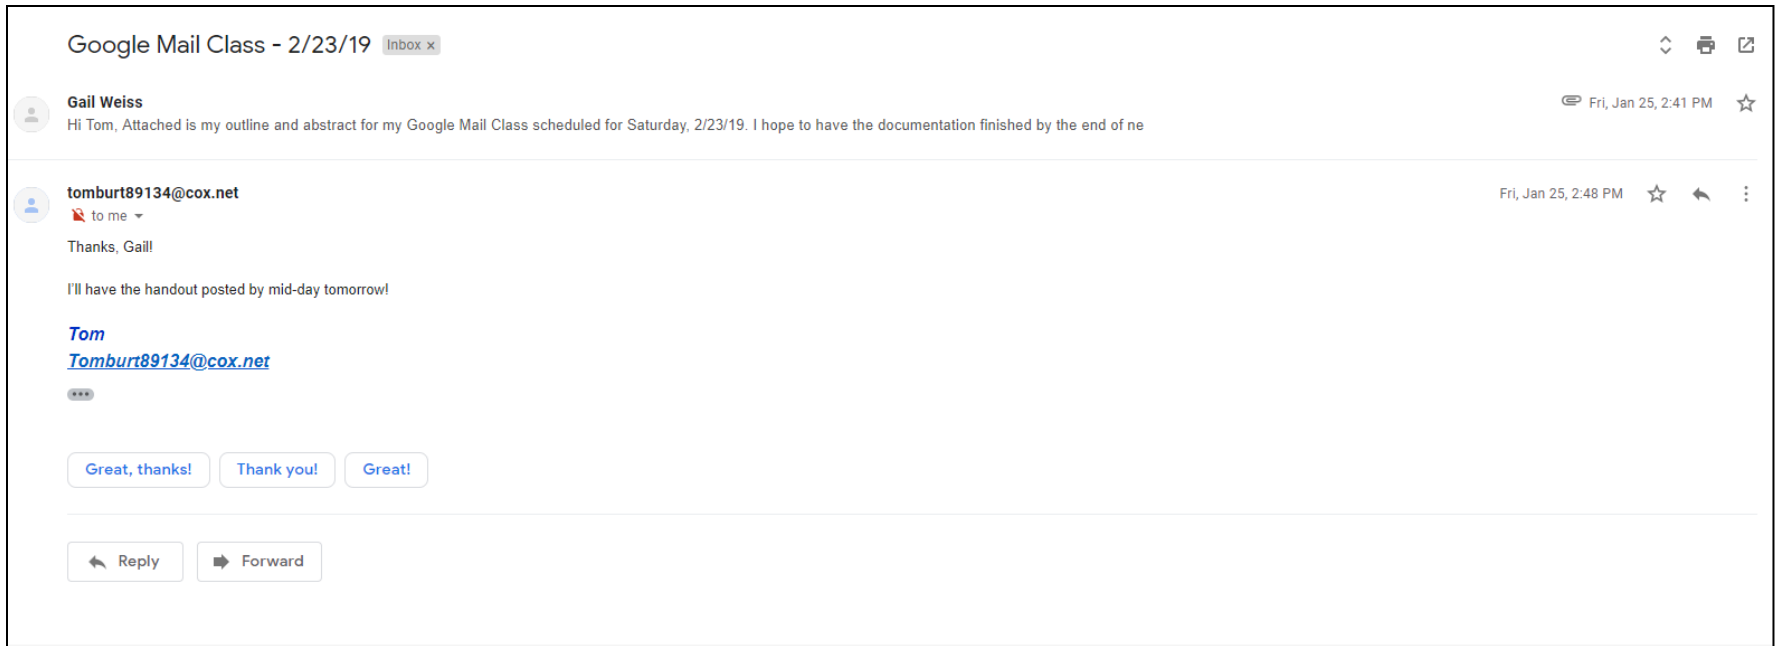 Google Mail Class - 2/23/19 Inbox x
Gail Weiss Fri, Jan 25, 2:41 PM
Hi Tom, Attached is my outline and abstract for my Google Mail Class scheduled for Saturday, 2/23/19. I hope to have the documentation finished by the end of ne
tomburt89134@cox.net Fri, Jan 25, 2:48 PM
to me
Thanks, Gail!
I'll have the handout posted by mid-day tomorrow!
Tom
Tomburt89134@cox.net
Great, thanks! Thank you! Great!
Reply Forward